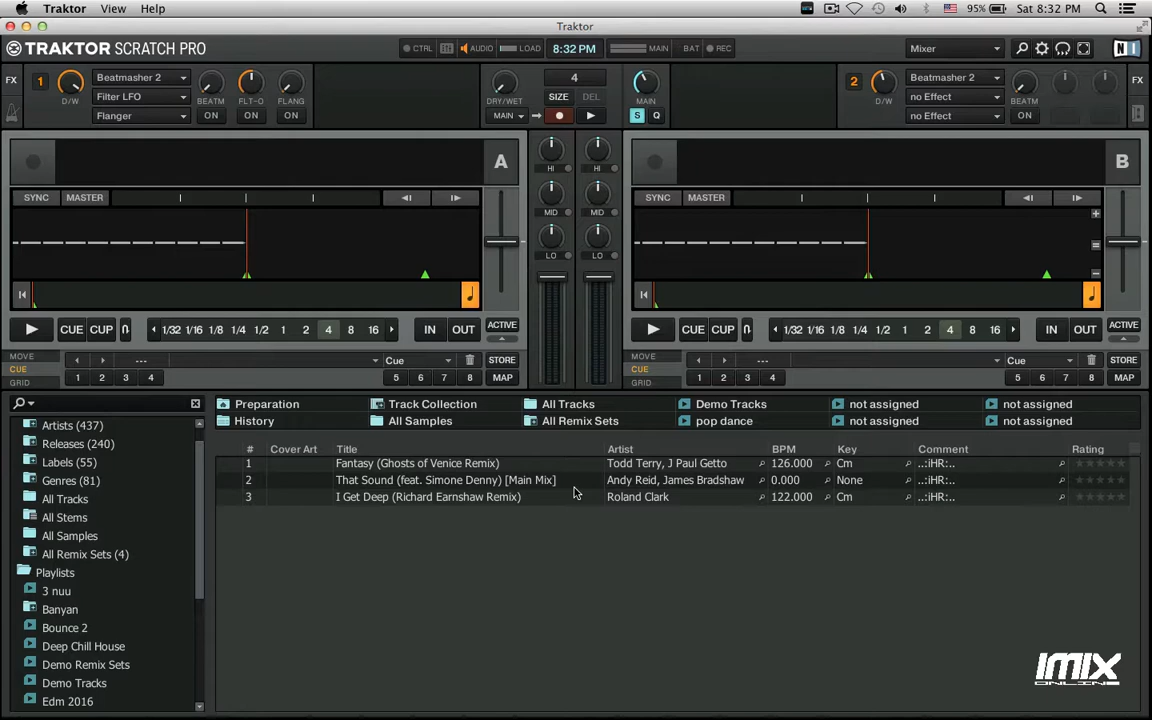 Traktor View Help 95% Sat 8:32 PM
Traktor
TRAKTOR SCRATCH PRO CTRL AUDIO LOAD 8:32 PM MAIN BAT REC Mixer NI
FX 1 Beatmasher 2 4 2 Beatmasher 2 FX
Filter LFO SIZE DEL no Effect
D/W BEATM FLT-O FLANG DRY/WET MAIN D/W BEATM
Flanger ON ON ON MAIN S Q no Effect ON
A HI HI B
SYNC MASTER MID MID SYNC MASTER
LO LO
CUE CUP 1/32 1/16 1/8 1/4 1/2 1 2 4 8 16 IN OUT ACTIVE CUE CUP 1/32 1/16 1/8 1/4 1/2 1 2 4 8 16 IN OUT ACTIVE
MOVE --- Cue STORE MOVE --- Cue STORE
CUE CUE
GRID 1 2 3 4 5 6 7 8 MAP GRID 1 2 3 4 5 6 7 8 MAP
Preparation Track Collection All Tracks Demo Tracks not assigned not assigned
History All Samples All Remix Sets pop dance not assigned not assigned
# Cover Art Title Artist BPM Key Comment Rating
1 Fantasy (Ghosts of Venice Remix) Todd Terry, J Paul Getto 126.000 Cm ..:iHR:..
2 That Sound (feat. Simone Denny) [Main Mix] Andy Reid, James Bradshaw 0.000 None ..:iHR:..
3 I Get Deep (Richard Earnshaw Remix) Roland Clark 122.000 Cm ..:iHR:..
Artists (437)
Releases (240)
Labels (55)
Genres (81)
All Tracks
All Stems
All Samples
All Remix Sets (4)
Playlists
3 nuu
Banyan
Bounce 2
Deep Chill House
Demo Remix Sets
Demo Tracks
Edm 2016
IMIX
ONLINE